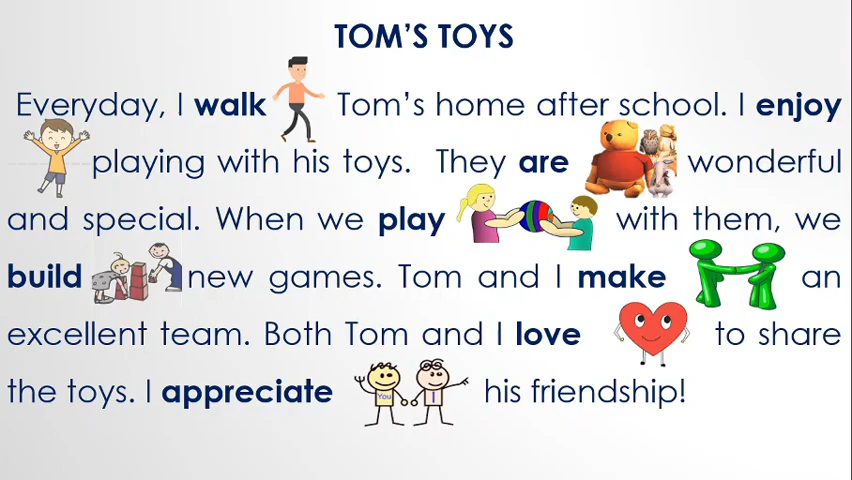 TOM'S TOYS
Everyday, I walk Tom's home after school. I enjoy
playing with his toys. They are wonderful
and special. When we play with them, we
build new games. Tom and I make an
excellent team. Both Tom and I love to share
the toys. I appreciate You I his friendship!